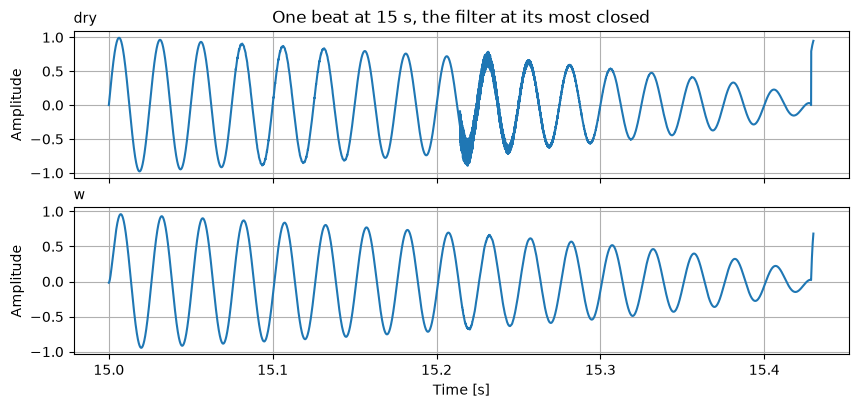 dry
One beat at 15 s, the filter at its most closed
1.0
0.5
0.0
−0.5
−1.0
Amplitude
w
1.0
0.5
0.0
−0.5
−1.0
Amplitude
15.0 15.1 15.2 15.3 15.4
Time [s]